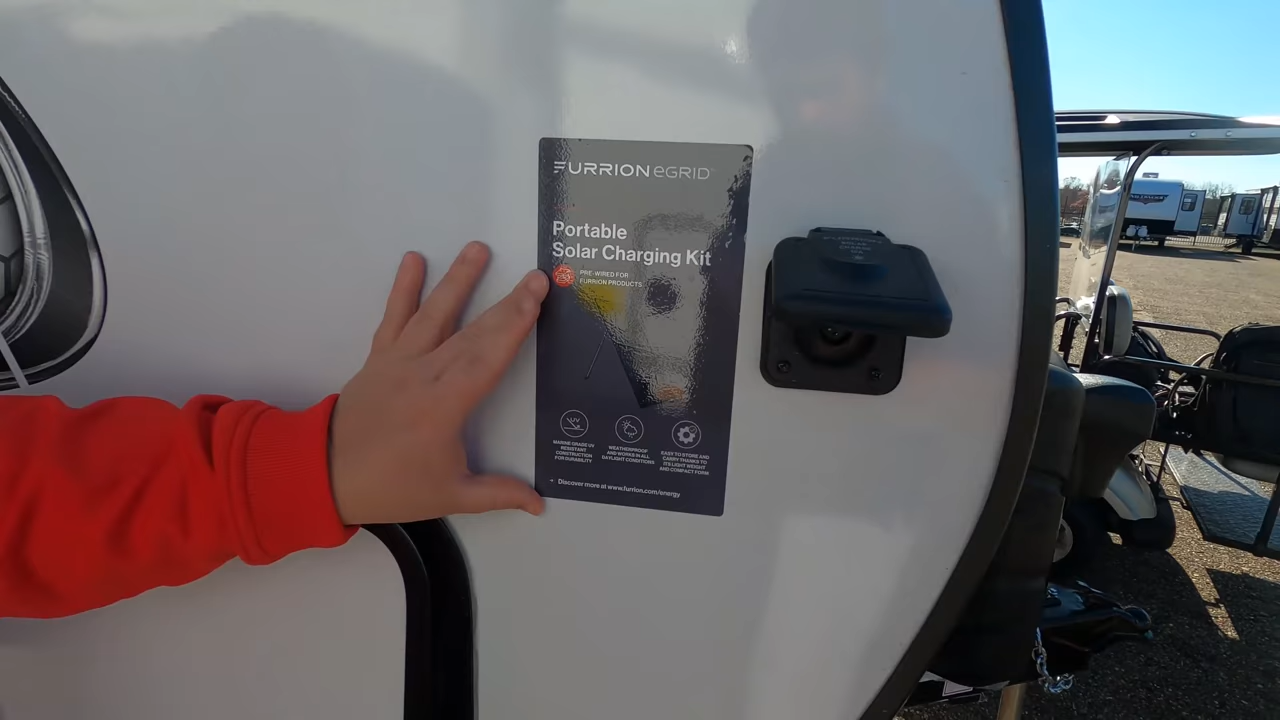 FURRION eGRID
Portable
Solar Charging Kit
PRE-WIRED FOR
FURRION PRODUCTS
MARINE GRADE UV
RESISTANT
CONSTRUCTION
FOR DURABILITY
WEATHERPROOF
AND WORKS IN ALL
DAYLIGHT CONDITIONS
EASY TO STORE AND
CARRY THANKS TO
ITS LIGHT WEIGHT
AND COMPACT FORM
Discover more at www.furrion.com/energy